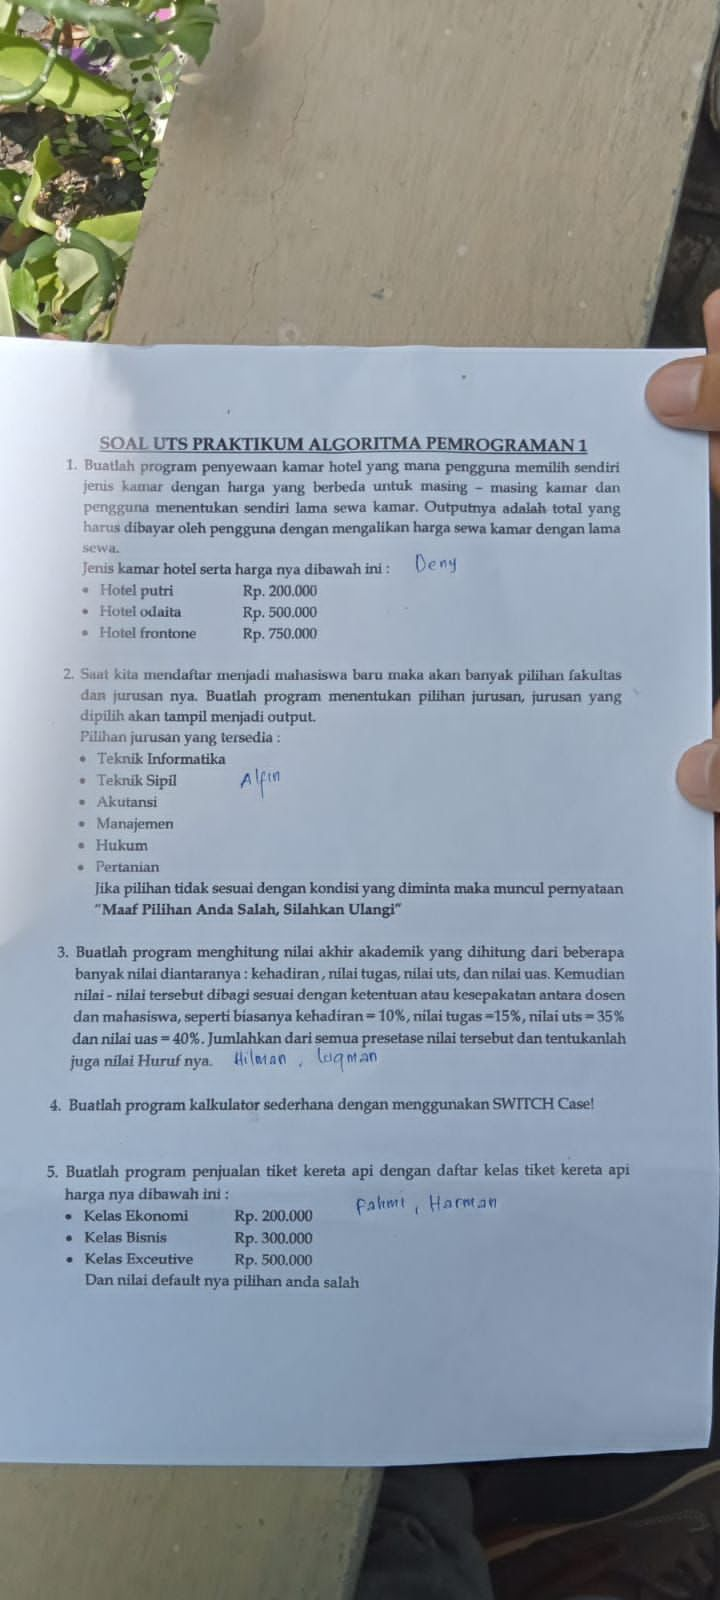 SOAL UTS PRAKTIKUM ALGORITMA PEMROGRAMAN 1
1. Buatlah program penyewaan kamar hotel yang mana pengguna memilih sendiri
jenis kamar dengan harga yang berbeda untuk masing – masing kamar dan
pengguna menentukan sendiri lama sewa kamar. Outputnya adalah total yang
harus dibayar oleh pengguna dengan mengalikan harga sewa kamar dengan lama
sewa.
Jenis kamar hotel serta harga nya dibawah ini : Deny
• Hotel putri Rp. 200.000
• Hotel odaita Rp. 500.000
• Hotel frontone Rp. 750.000
2. Saat kita mendaftar menjadi mahasiswa baru maka akan banyak pilihan fakultas
dan jurusan nya. Buatlah program menentukan pilihan jurusan, jurusan yang
dipilih akan tampil menjadi output.
Pilihan jurusan yang tersedia :
• Teknik Informatika
• Teknik Sipil Alfin
• Akutansi
• Manajemen
• Hukum
• Pertanian
Jika pilihan tidak sesuai dengan kondisi yang diminta maka muncul pernyataan
"Maaf Pilihan Anda Salah, Silahkan Ulangi"
3. Buatlah program menghitung nilai akhir akademik yang dihitung dari beberapa
banyak nilai diantaranya : kehadiran , nilai tugas, nilai uts, dan nilai uas. Kemudian
nilai - nilai tersebut dibagi sesuai dengan ketentuan atau kesepakatan antara dosen
dan mahasiswa, seperti biasanya kehadiran = 10%, nilai tugas =15%, nilai uts = 35%
dan nilai uas = 40%. Jumlahkan dari semua presetase nilai tersebut dan tentukanlah
juga nilai Huruf nya. Hilman , luqman
4. Buatlah program kalkulator sederhana dengan menggunakan SWITCH Case!
5. Buatlah program penjualan tiket kereta api dengan daftar kelas tiket kereta api
harga nya dibawah ini : Fahmi , Harman
• Kelas Ekonomi Rp. 200.000
• Kelas Bisnis Rp. 300.000
• Kelas Exceutive Rp. 500.000
Dan nilai default nya pilihan anda salah